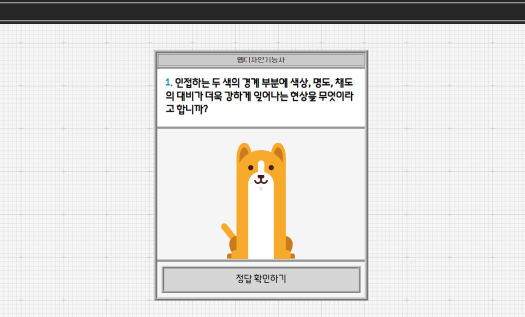 웹디자인기능사
1. 인접하는 두 색의 경계 부분에 색상, 명도, 채도
의 대비가 더욱 강하게 일어나는 현상을 무엇이라
고 합니까?
정답 확인하기